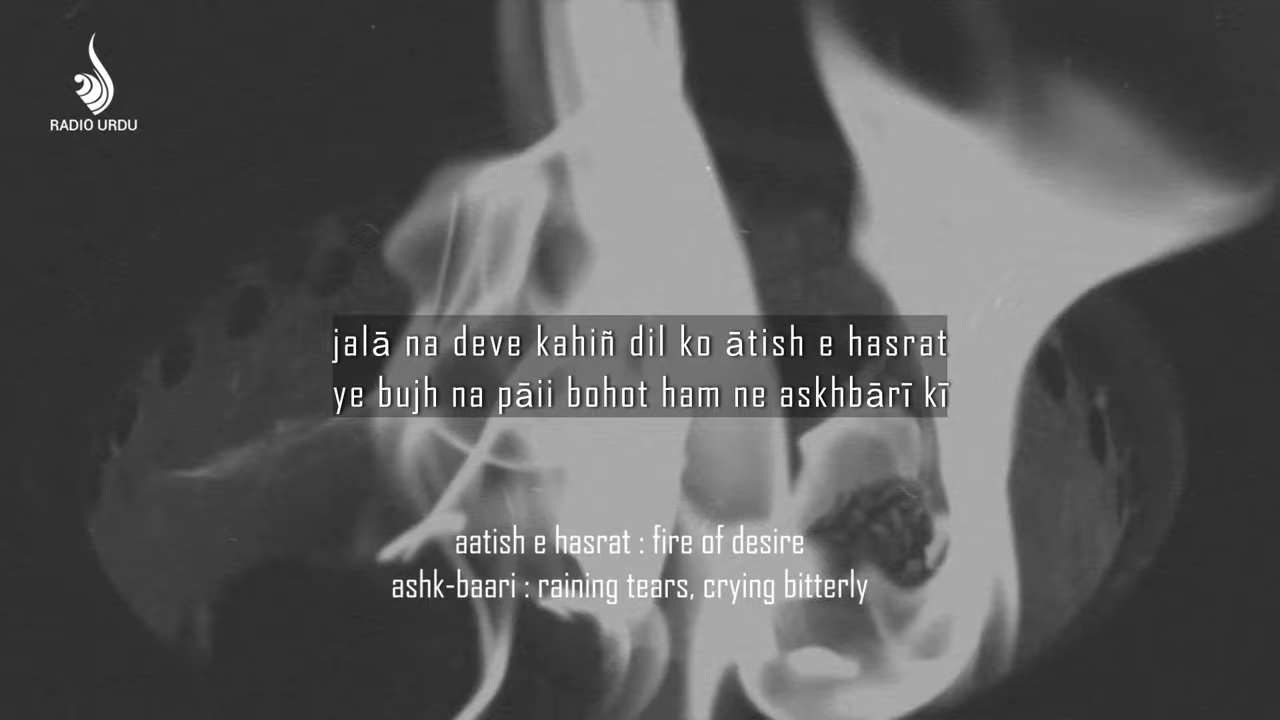 RADIO URDU
jalā na deve kahiñ dil ko ātish e hasrat
ye bujh na pāii bohot ham ne askhbārī kī
aatish e hasrat : fire of desire
ashk-baari : raining tears, crying bitterly